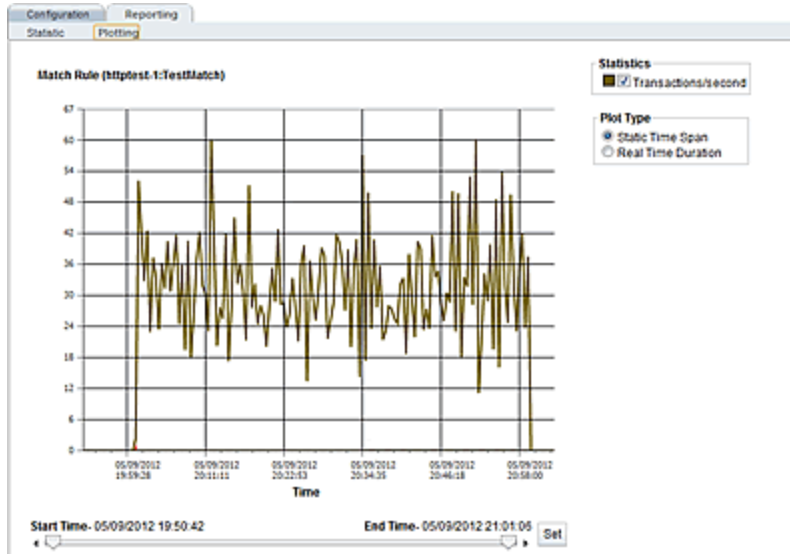 Configuration Reporting
Statistic Plotting
Match Rule (httptest-1:TestMatch)
67
60
54
48
42
36
30
24
18
12
6
0
05/09/2012 05/09/2012 05/09/2012 05/09/2012 05/09/2012 05/09/2012
19:59:28 20:11:11 20:22:53 20:34:35 20:46:18 20:58:00
Time
Start Time- 05/09/2012 19:50:42 End Time- 05/09/2012 21:01:06 Set
Statistics
Transactions/second
Plot Type
Static Time Span
Real Time Duration